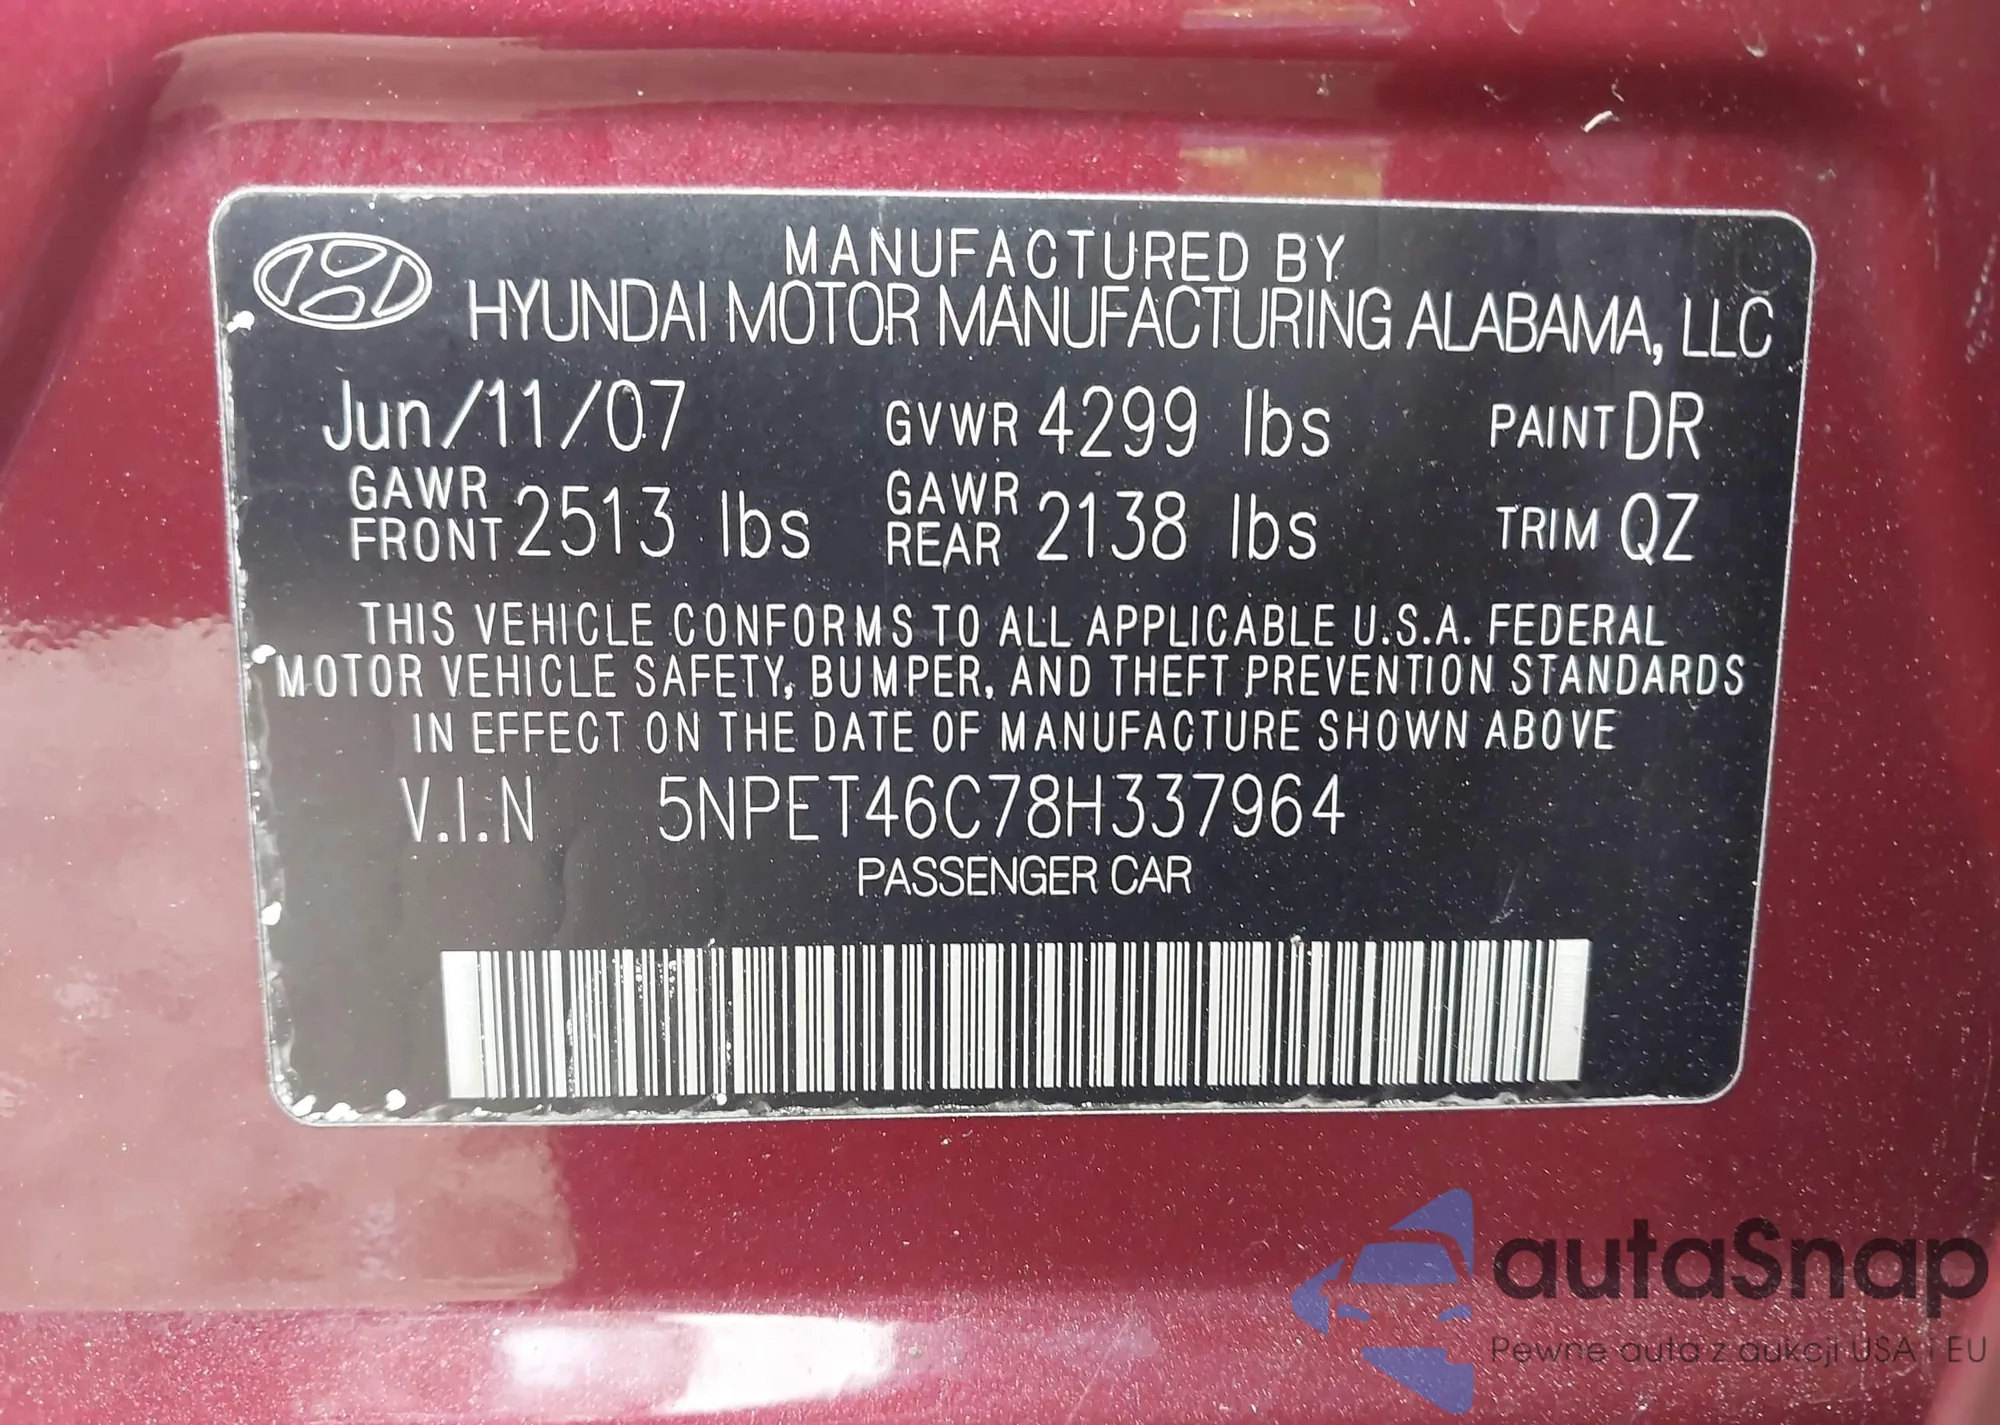 MANUFACTURED BY
HYUNDAI MOTOR MANUFACTURING ALABAMA, LLC
Jun/11/07 GVWR 4299 lbs PAINT DR
GAWR FRONT 2513 lbs GAWR REAR 2138 lbs TRIM QZ
THIS VEHICLE CONFORMS TO ALL APPLICABLE U.S.A. FEDERAL
MOTOR VEHICLE SAFETY, BUMPER, AND THEFT PREVENTION STANDARDS
IN EFFECT ON THE DATE OF MANUFACTURE SHOWN ABOVE
V.I.N 5NPET46C78H337964
PASSENGER CAR
autaSnap
Pewne auta z aukcji USA i EU